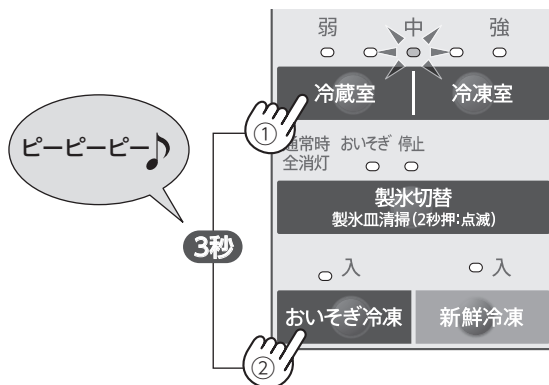 弱 中 強
冷蔵室 冷凍室
①
ピーピーピー♪
通常時 おいそぎ 停止
全消灯
製氷切替
製氷皿清掃(2秒押:点滅)
3秒
入 入
おいそぎ冷凍 新鮮冷凍
②